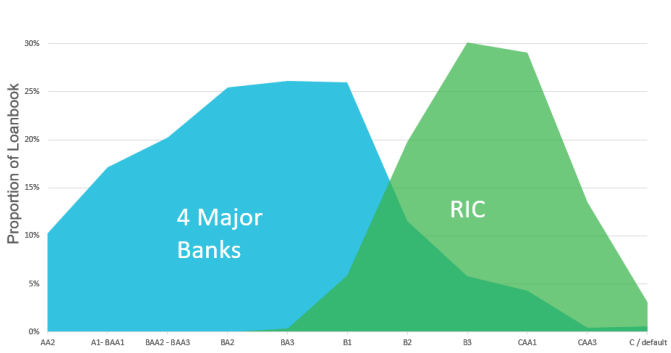 Proportion of Loanbook
30%
25%
20%
15%
10%
5%
0%
4 Major
Banks
RIC
AA2 A1- BAA1 BAA2 - BAA3 BA2 BA3 B1 B2 B3 CAA1 CAA3 C / default